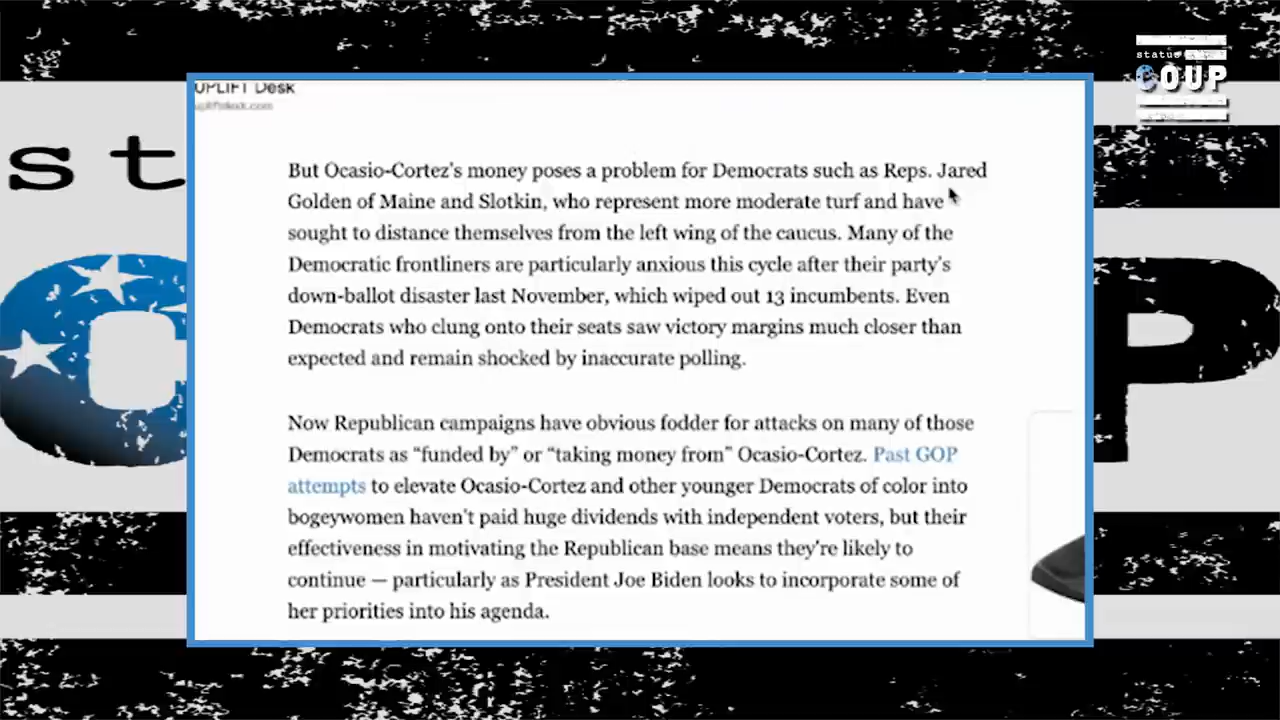 UPLIFT Desk
upliftdesk.com
status
COUP
st
C
P
But Ocasio-Cortez's money poses a problem for Democrats such as Reps. Jared
Golden of Maine and Slotkin, who represent more moderate turf and have
sought to distance themselves from the left wing of the caucus. Many of the
Democratic frontliners are particularly anxious this cycle after their party's
down-ballot disaster last November, which wiped out 13 incumbents. Even
Democrats who clung onto their seats saw victory margins much closer than
expected and remain shocked by inaccurate polling.
Now Republican campaigns have obvious fodder for attacks on many of those
Democrats as “funded by” or “taking money from” Ocasio-Cortez. Past GOP
attempts to elevate Ocasio-Cortez and other younger Democrats of color into
bogeywomen haven't paid huge dividends with independent voters, but their
effectiveness in motivating the Republican base means they're likely to
continue — particularly as President Joe Biden looks to incorporate some of
her priorities into his agenda.